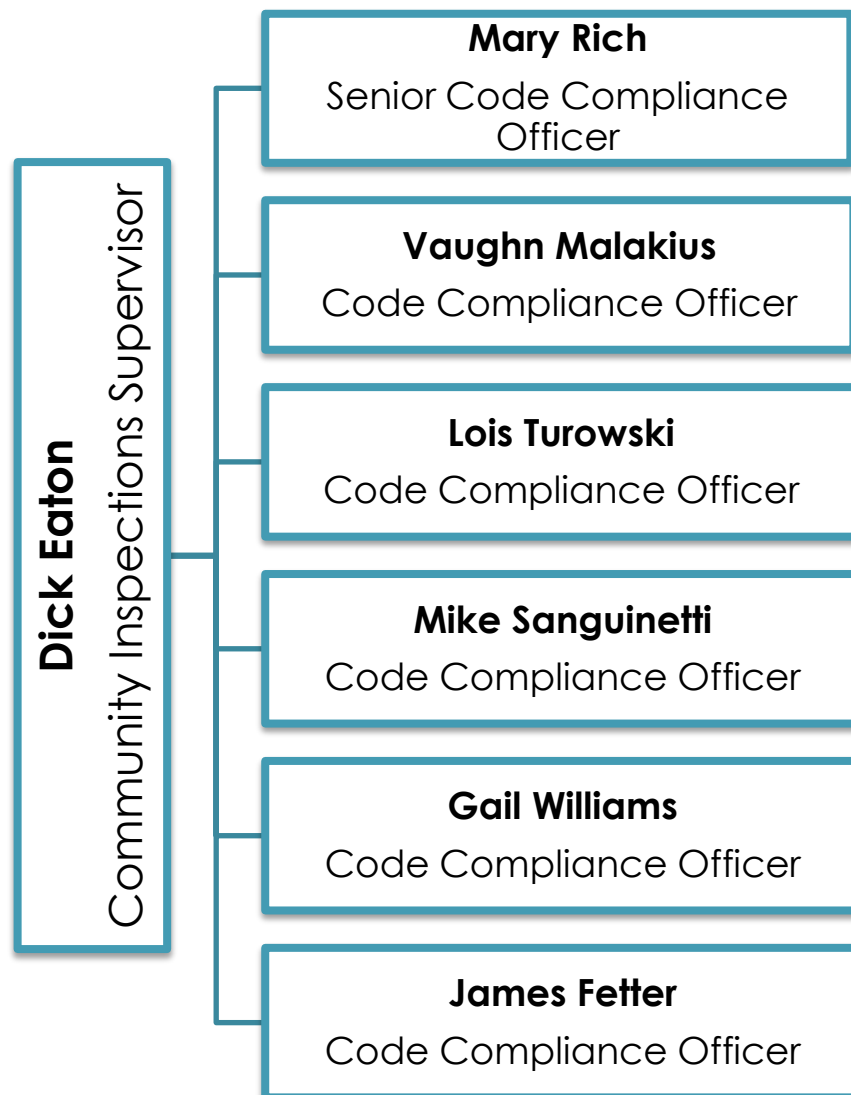 Dick Eaton
Community Inspections Supervisor
Mary Rich
Senior Code Compliance
Officer
Vaughn Malakius
Code Compliance Officer
Lois Turowski
Code Compliance Officer
Mike Sanguinetti
Code Compliance Officer
Gail Williams
Code Compliance Officer
James Fetter
Code Compliance Officer